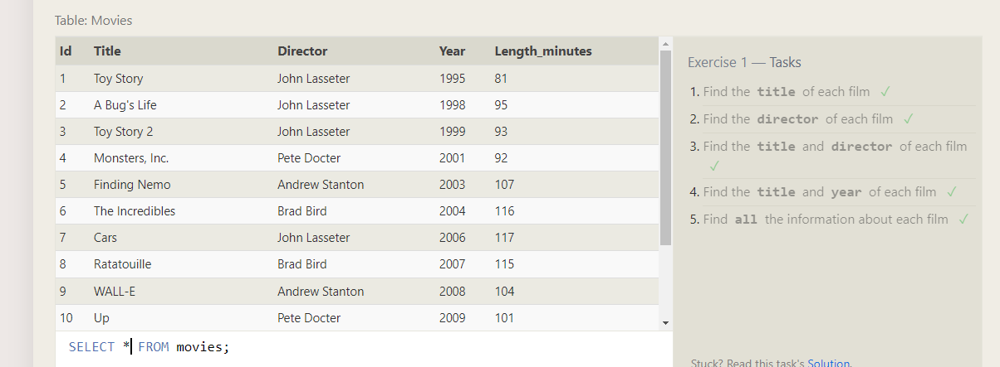 Table: Movies
Id Title Director Year Length_minutes
1 Toy Story John Lasseter 1995 81
2 A Bug's Life John Lasseter 1998 95
3 Toy Story 2 John Lasseter 1999 93
4 Monsters, Inc. Pete Docter 2001 92
5 Finding Nemo Andrew Stanton 2003 107
6 The Incredibles Brad Bird 2004 116
7 Cars John Lasseter 2006 117
8 Ratatouille Brad Bird 2007 115
9 WALL-E Andrew Stanton 2008 104
10 Up Pete Docter 2009 101
SELECT * FROM movies;
Exercise 1 — Tasks
1. Find the title of each film ✓
2. Find the director of each film ✓
3. Find the title and director of each film
✓
4. Find the title and year of each film ✓
5. Find all the information about each film ✓
Stuck? Read this task's Solution.